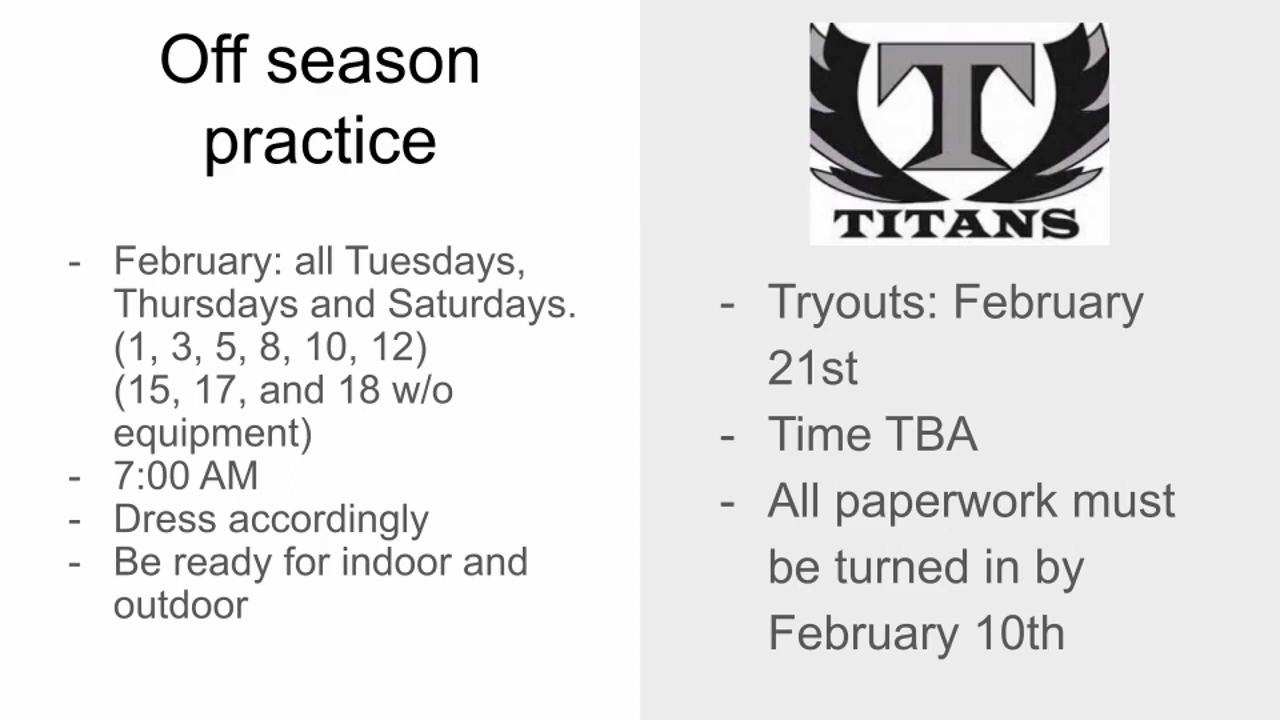 Off season
practice
- February: all Tuesdays,
Thursdays and Saturdays.
(1, 3, 5, 8, 10, 12)
(15, 17, and 18 w/o
equipment)
- 7:00 AM
- Dress accordingly
- Be ready for indoor and
outdoor
T
TITANS
- Tryouts: February
21st
- Time TBA
- All paperwork must
be turned in by
February 10th